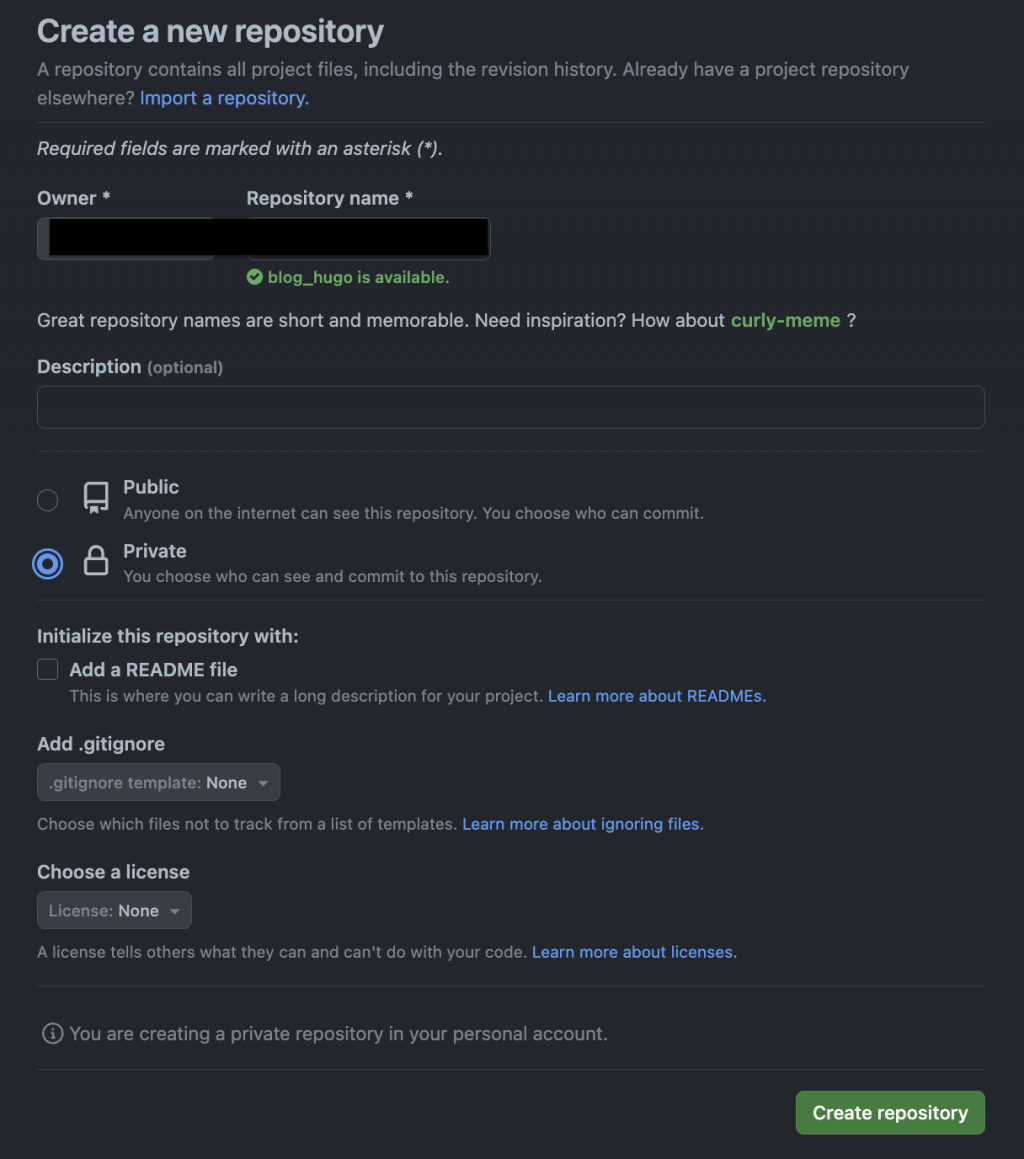 Create a new repository
A repository contains all project files, including the revision history. Already have a project repository
elsewhere? Import a repository.
Required fields are marked with an asterisk (*).
Owner * Repository name *
blog_hugo is available.
Great repository names are short and memorable. Need inspiration? How about curly-meme ?
Description (optional)
Public
Anyone on the internet can see this repository. You choose who can commit.
Private
You choose who can see and commit to this repository.
Initialize this repository with:
Add a README file
This is where you can write a long description for your project. Learn more about READMEs.
Add .gitignore
.gitignore template: None
Choose which files not to track from a list of templates. Learn more about ignoring files.
Choose a license
License: None
A license tells others what they can and can't do with your code. Learn more about licenses.
You are creating a private repository in your personal account.
Create repository